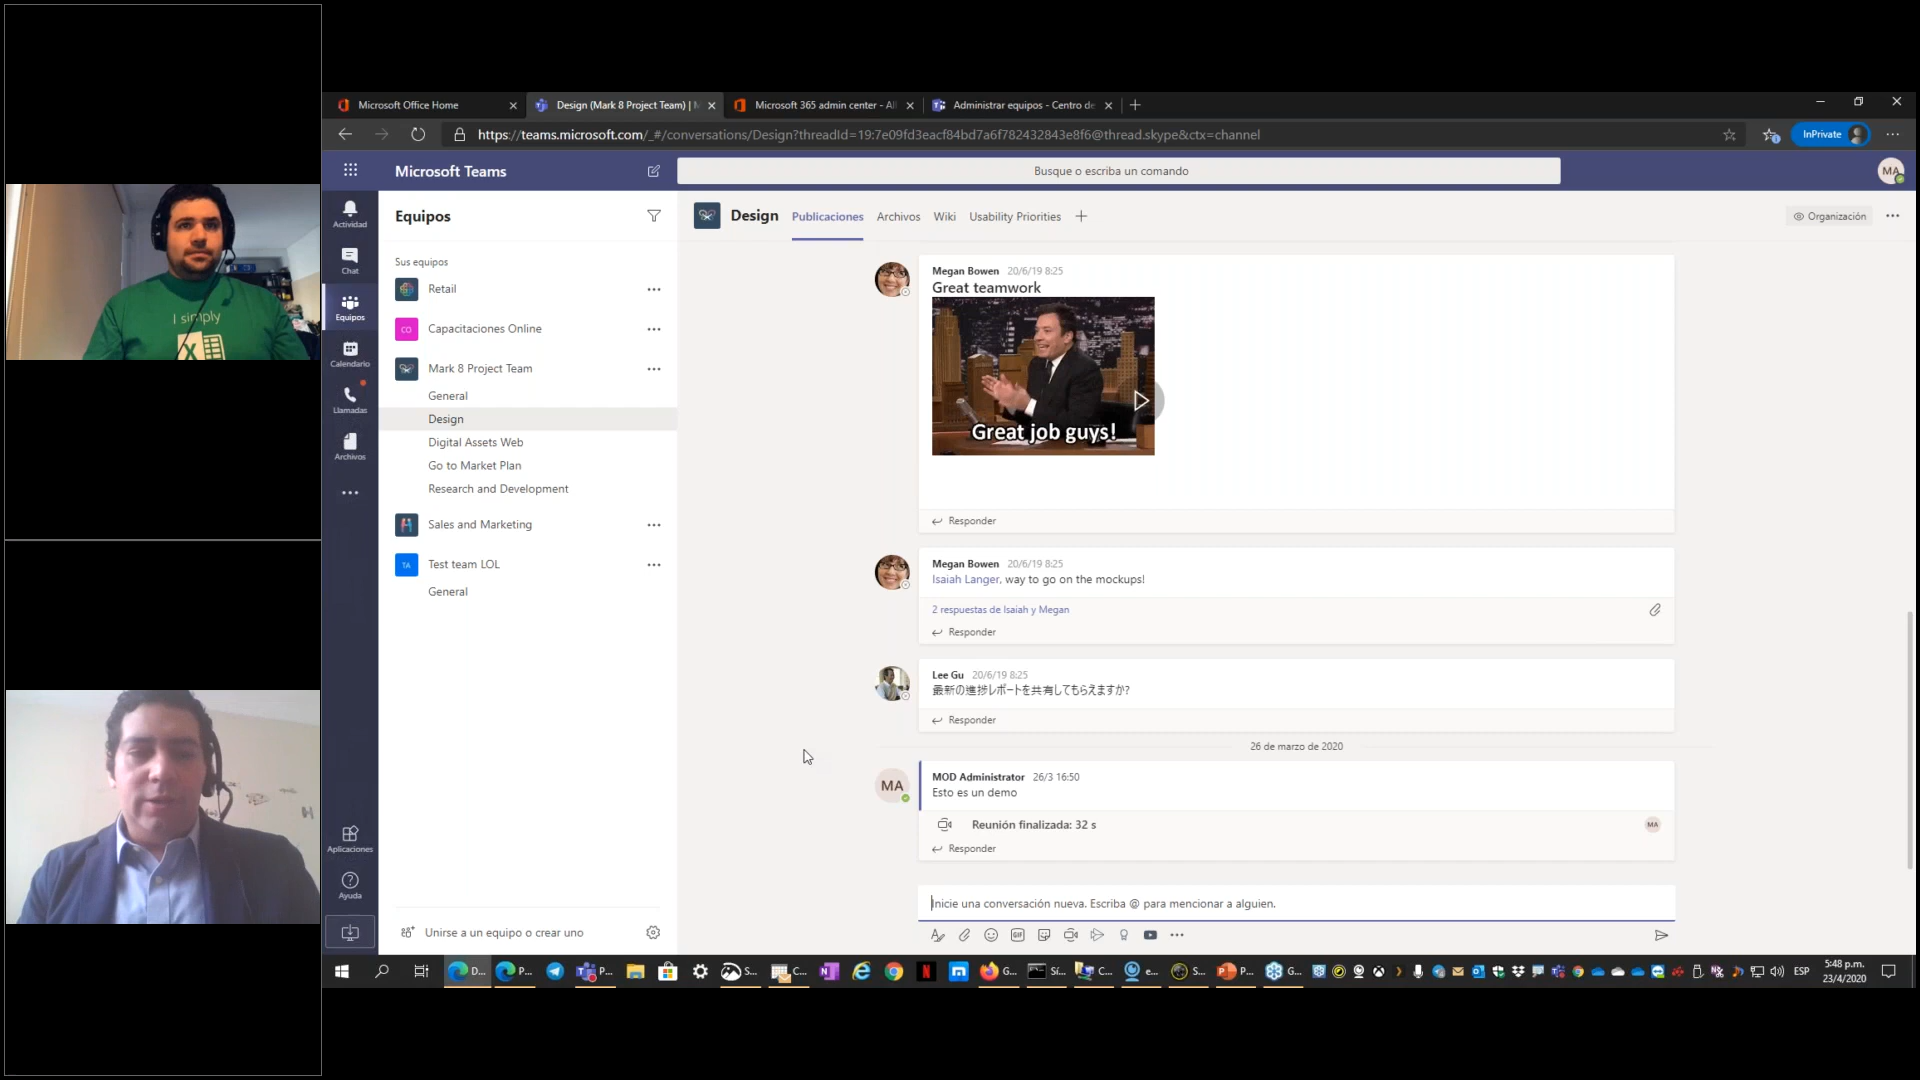 I simply
Microsoft Office Home
Design (Mark 8 Project Team) | M
Microsoft 365 admin center - Al
Administrar equipos - Centro de
https://teams.microsoft.com/_#/conversations/Design?threadId=19:7e09fd3eacf84bd7a6f782432843e8f6@thread.skype&ctx=channel
InPrivate
Microsoft Teams
Busque o escriba un comando
MA
Actividad
Chat
Equipos
Calendario
Llamadas
Archivos
Aplicaciones
Ayuda
Equipos
Sus equipos
Retail
CO
Capacitaciones Online
Mark 8 Project Team
General
Design
Digital Assets Web
Go to Market Plan
Research and Development
Sales and Marketing
TA
Test team LOL
General
Unirse a un equipo o crear uno
Design
Publicaciones
Archivos
Wiki
Usability Priorities
Organización
Megan Bowen 20/6/19 8:25
Great teamwork
Great job guys!
Responder
Megan Bowen 20/6/19 8:25
Isaiah Langer, way to go on the mockups!
2 respuestas de Isaiah y Megan
Responder
Lee Gu 20/6/19 8:25
最新の進捗レポートを共有してもらえますか?
Responder
26 de marzo de 2020
MA
MOD Administrator 26/3 16:50
Esto es un demo
Reunión finalizada: 32 s
MA
Responder
Inicie una conversación nueva. Escriba @ para mencionar a alguien.
GIF
D...
P...
P...
S...
C...
G...
Sí...
C...
e...
S...
P...
G...
ESP
5:48 p.m.
23/4/2020